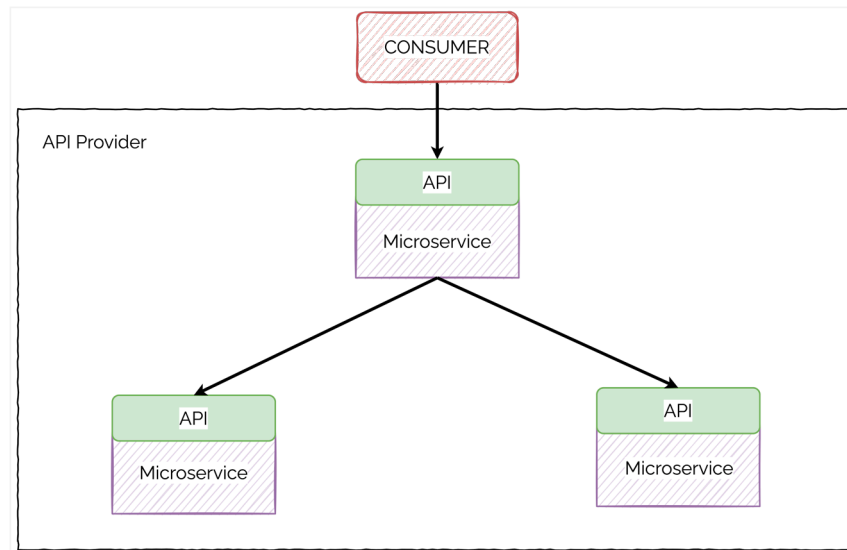 CONSUMER
API Provider
API
Microservice
API
Microservice
API
Microservice